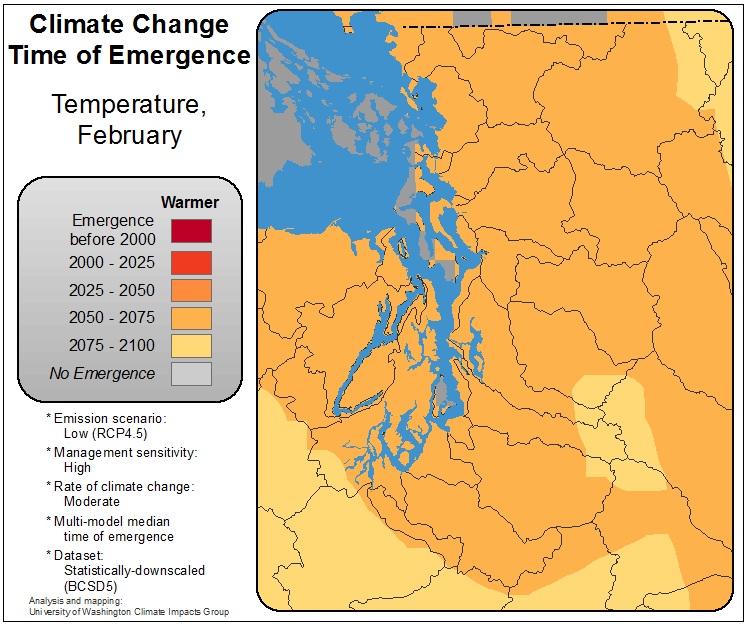 Climate Change
Time of Emergence
Temperature,
February
Warmer
Emergence
before 2000
2000 - 2025
2025 - 2050
2050 - 2075
2075 - 2100
No Emergence
* Emission scenario:
Low (RCP4.5)
* Management sensitivity:
High
* Rate of climate change:
Moderate
* Multi-model median
time of emergence
* Dataset:
Statistically-downscaled
(BCSD5)
Analysis and mapping:
University of Washington Climate Impacts Group